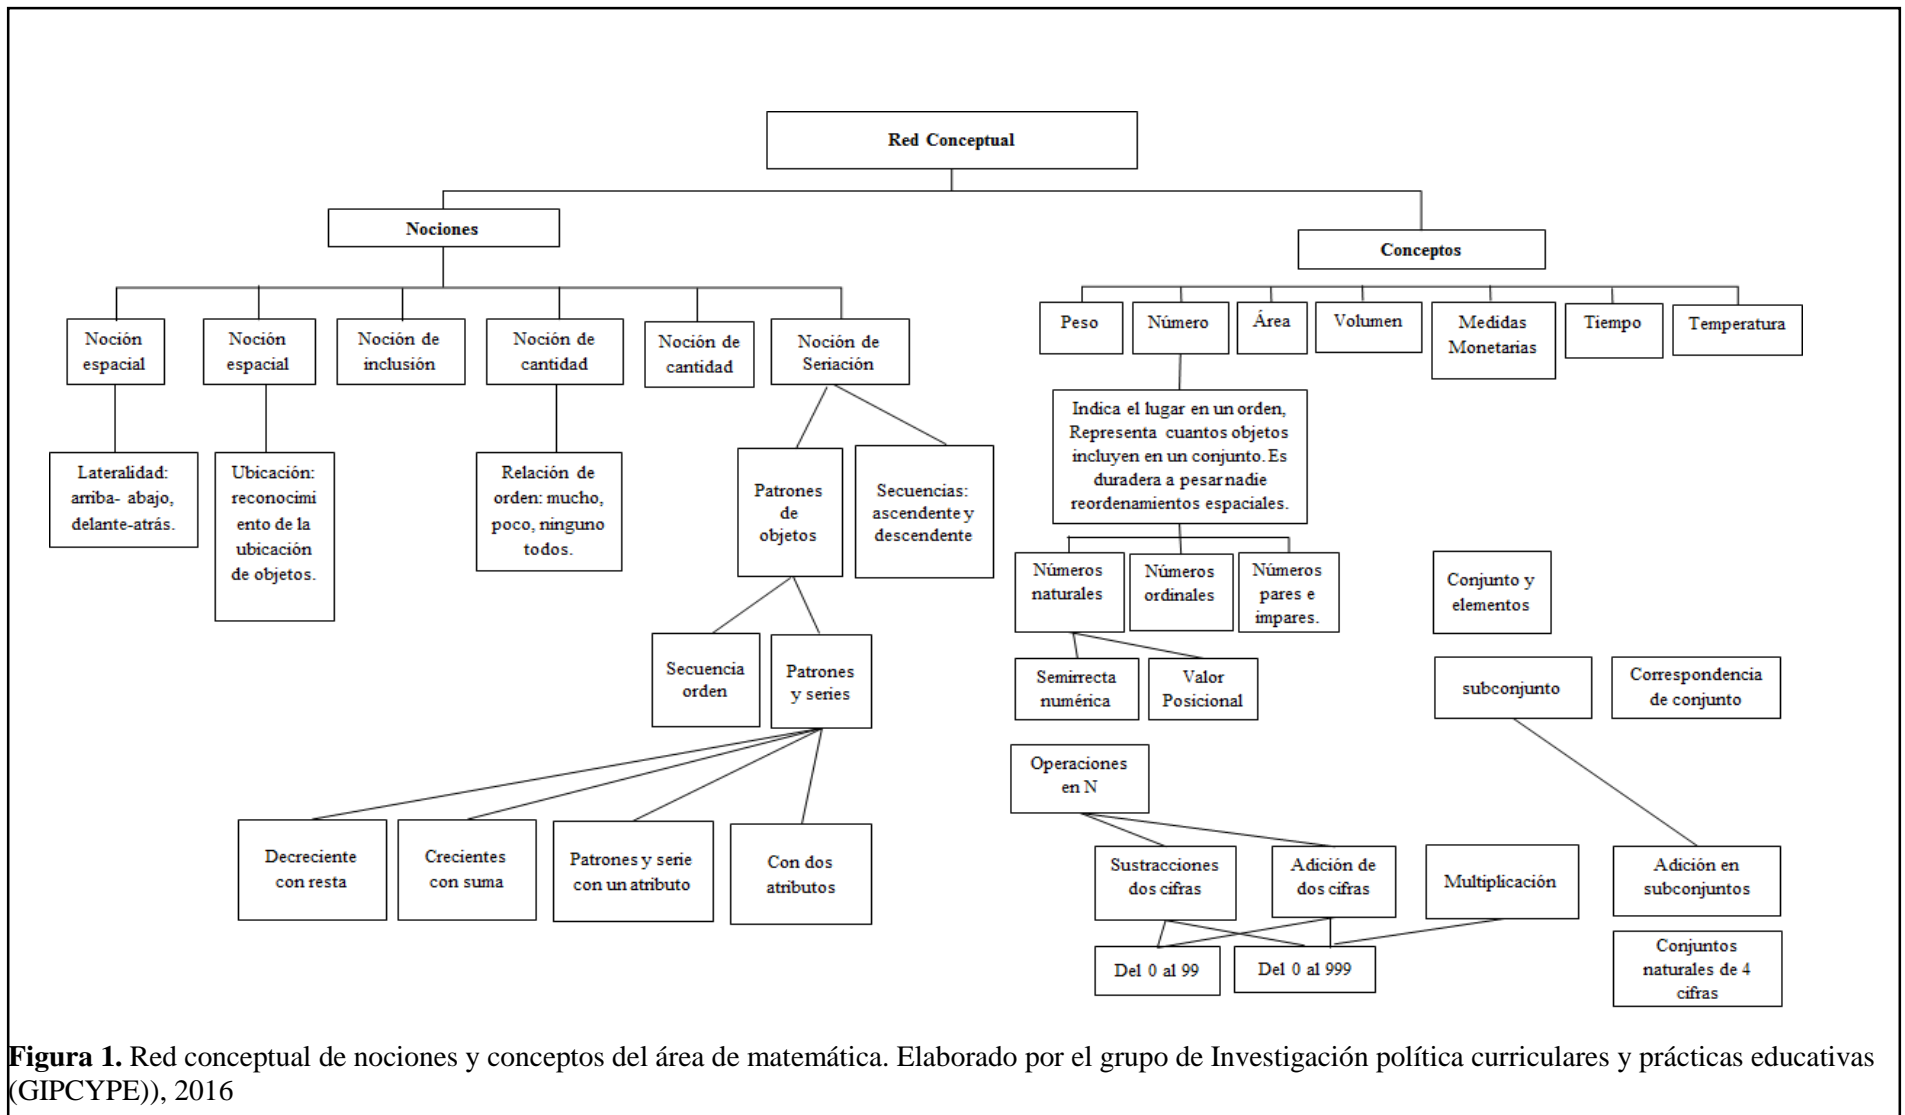 Red Conceptual
Nociones
Conceptos
Noción
espacial
Noción
espacial
Noción de
inclusión
Noción de
cantidad
Noción de
cantidad
Noción de
Seriación
Peso
Número
Área
Volumen
Medidas
Monetarias
Tiempo
Temperatura
Lateralidad:
arriba- abajo,
delante-atrás.
Ubicación:
reconocimi
ento de la
ubicación
de objetos.
Relación de
orden: mucho,
poco, ninguno
todos.
Patrones
de
objetos
Secuencias:
ascendente y
descendente
Indica el lugar en un orden,
Representa cuantos objetos
incluyen en un conjunto. Es
duradera a pesar nadie
reordenamientos espaciales.
Números
naturales
Números
ordinales
Números
pares e
impares.
Conjunto y
elementos
Secuencia
orden
Patrones
y series
Semirrecta
numérica
Valor
Posicional
subconjunto
Correspondencia
de conjunto
Operaciones
en N
Decreciente
con resta
Crecientes
con suma
Patrones y serie
con un atributo
Con dos
atributos
Sustracciones
dos cifras
Adición de
dos cifras
Multiplicación
Adición en
subconjuntos
Del 0 al 99
Del 0 al 999
Conjuntos
naturales de 4
cifras
Figura 1. Red conceptual de nociones y conceptos del área de matemática. Elaborado por el grupo de Investigación política curriculares y prácticas educativas
(GIPCYPE)), 2016